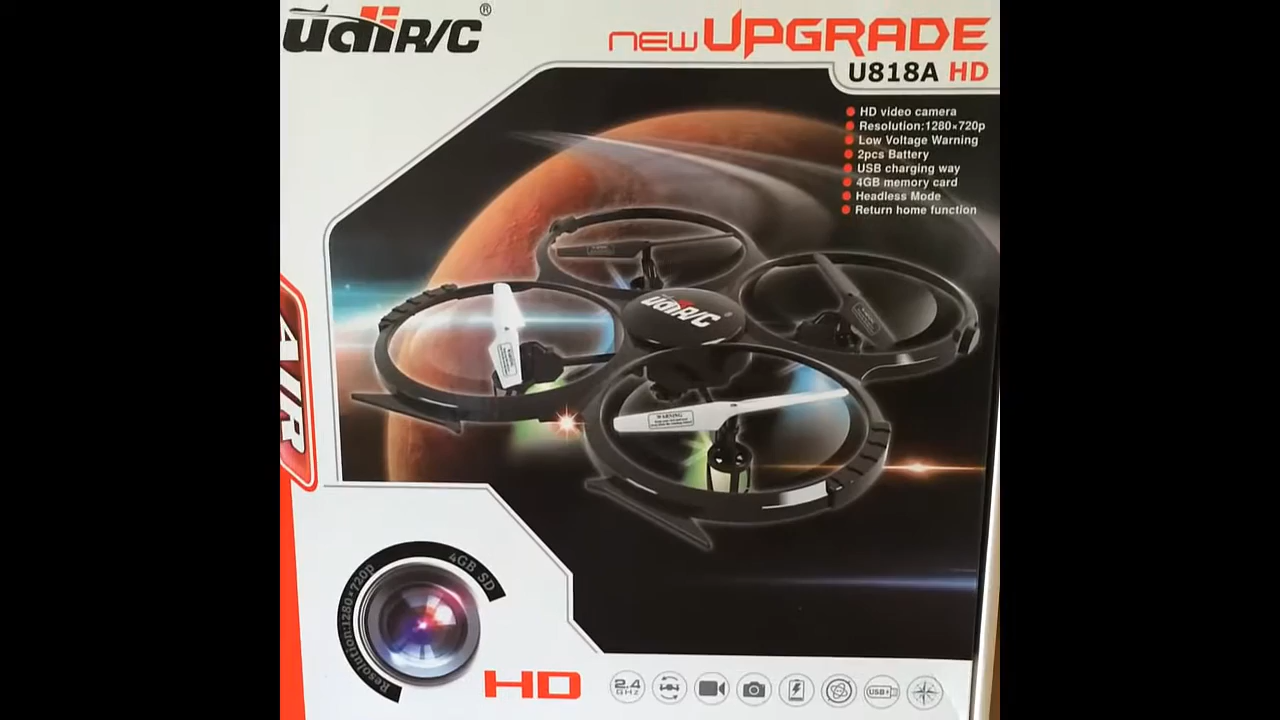 UdiR/C®
new UPGRADE
U818A HD
HD video camera
Resolution:1280×720p
Low Voltage Warning
2pcs Battery
USB charging way
4GB memory card
Headless Mode
Return home function
UdiR/C
AIR
WARNING
4GB SD
Resolution:1280×720p
HD
2.4
GHz
USB